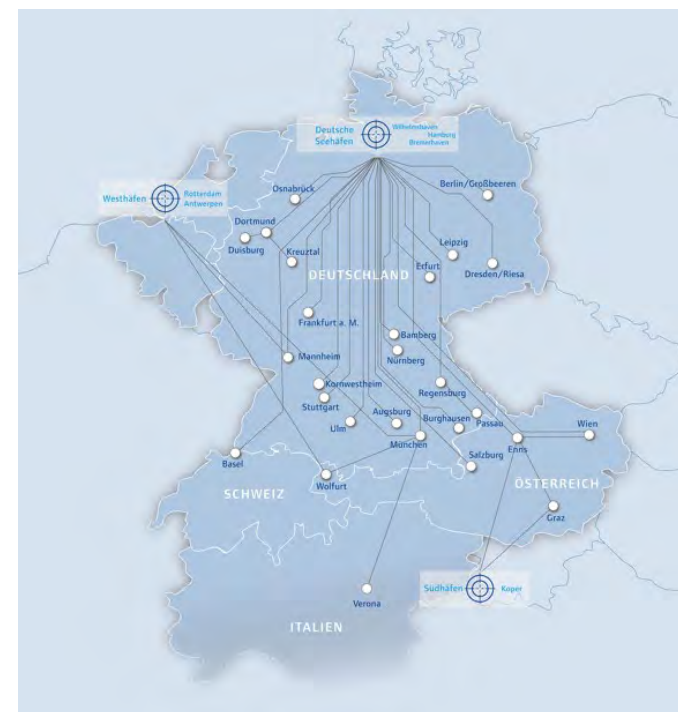 Deutsche
Seehäfen
Wilhelmshaven
Hamburg
Bremerhaven
Westhäfen
Rotterdam
Antwerpen
Osnabrück
Berlin/Großbeeren
Dortmund
Duisburg
Kreuztal
Leipzig
Erfurt
Dresden/Riesa
DEUTSCHLAND
Frankfurt a. M.
Bamberg
Nürnberg
Mannheim
Kornwestheim
Stuttgart
Regensburg
Augsburg
Burghausen
Passau
Ulm
München
Wien
Enns
Basel
Salzburg
Wolfurt
SCHWEIZ
ÖSTERREICH
Graz
Südhäfen
Koper
Verona
ITALIEN